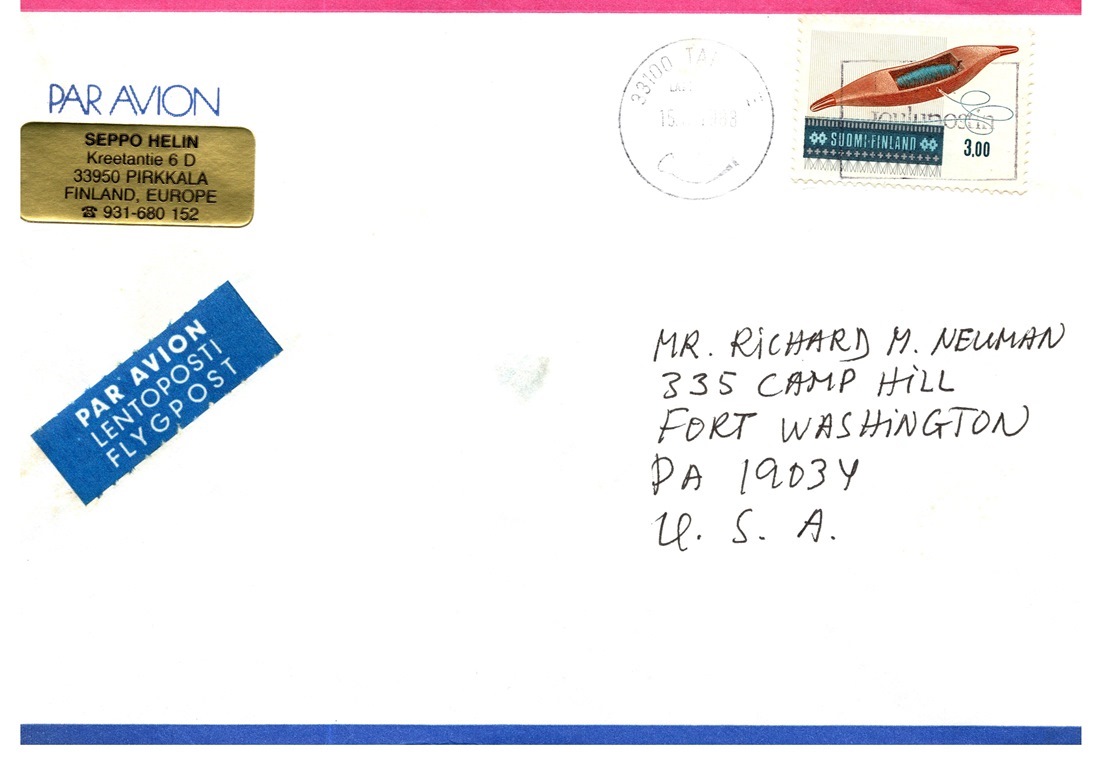 PAR AVION
SEPPO HELIN
Kreetantie 6 D
33950 PIRKKALA
FINLAND, EUROPE
☎ 931-680 152
33100
SUOMI-FINLAND
3,00
PAR AVION
LENTOPOSTI
FLYGPOST
MR. RICHARD M. NEUMAN
335 CAMP HILL
FORT WASHINGTON
PA 19034
U. S. A.